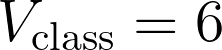 V_class = 6